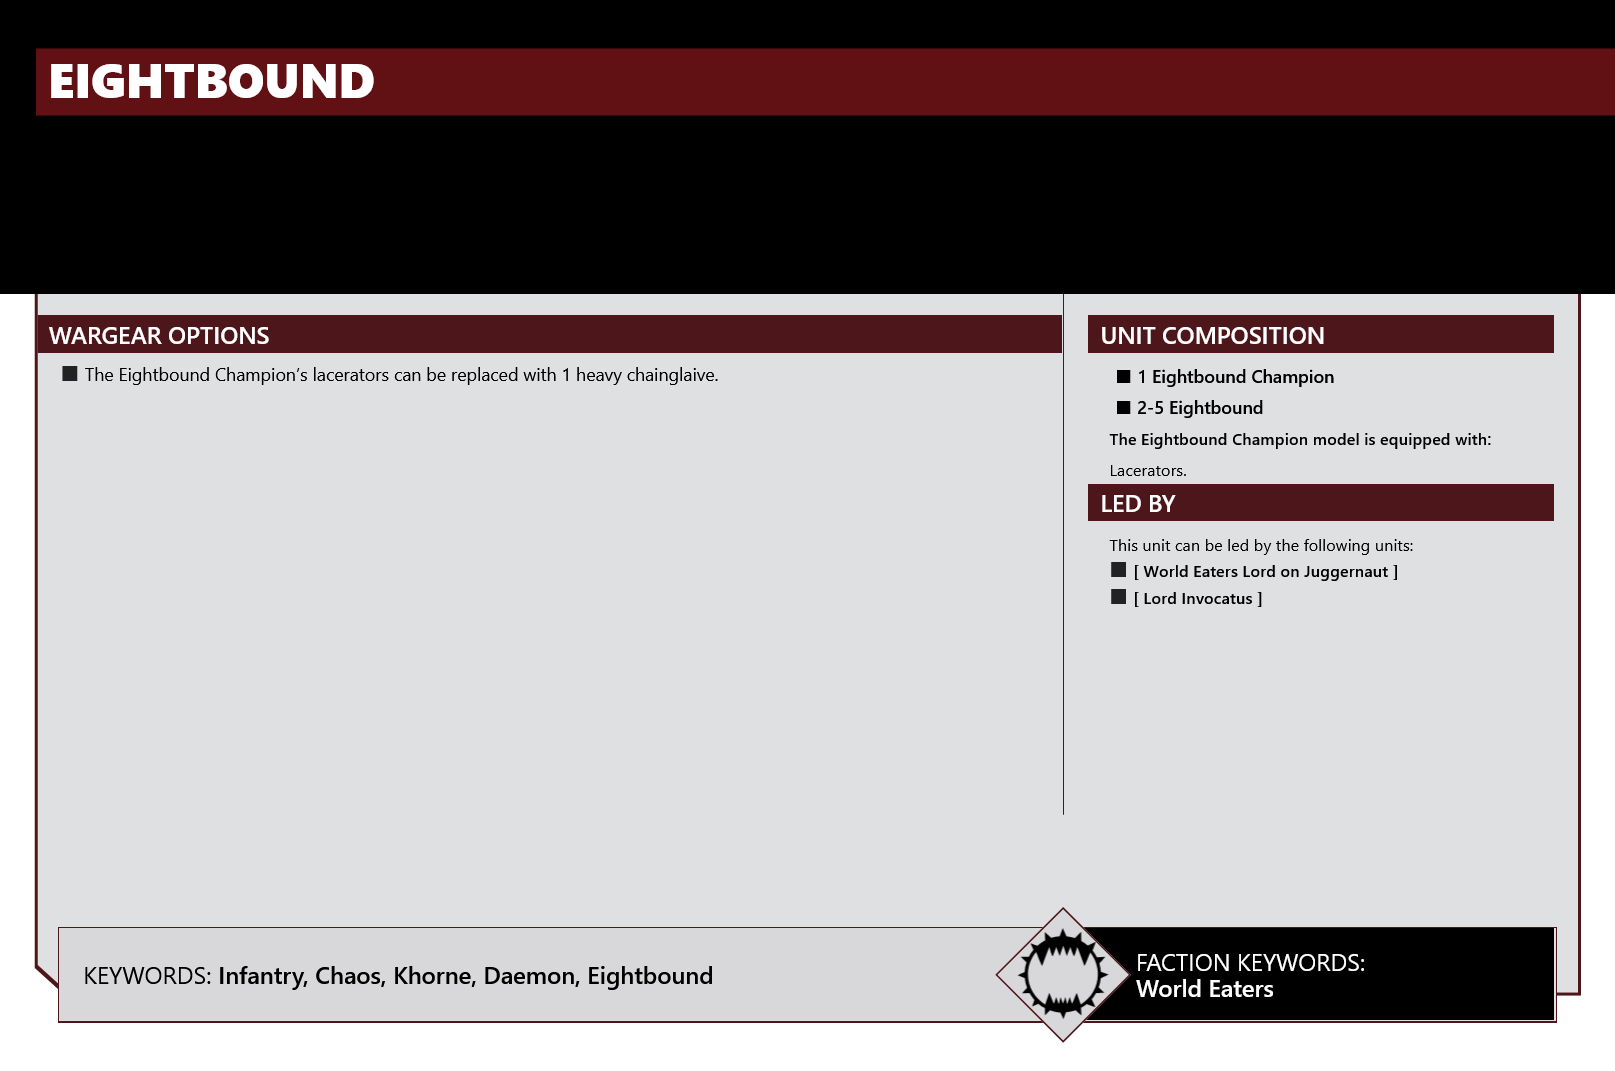 EIGHTBOUND
WARGEAR OPTIONS
The Eightbound Champion’s lacerators can be replaced with 1 heavy chainglaive.
UNIT COMPOSITION
1 Eightbound Champion
2-5 Eightbound
The Eightbound Champion model is equipped with:
Lacerators.
LED BY
This unit can be led by the following units:
[ World Eaters Lord on Juggernaut ]
[ Lord Invocatus ]
KEYWORDS: Infantry, Chaos, Khorne, Daemon, Eightbound
FACTION KEYWORDS:
World Eaters